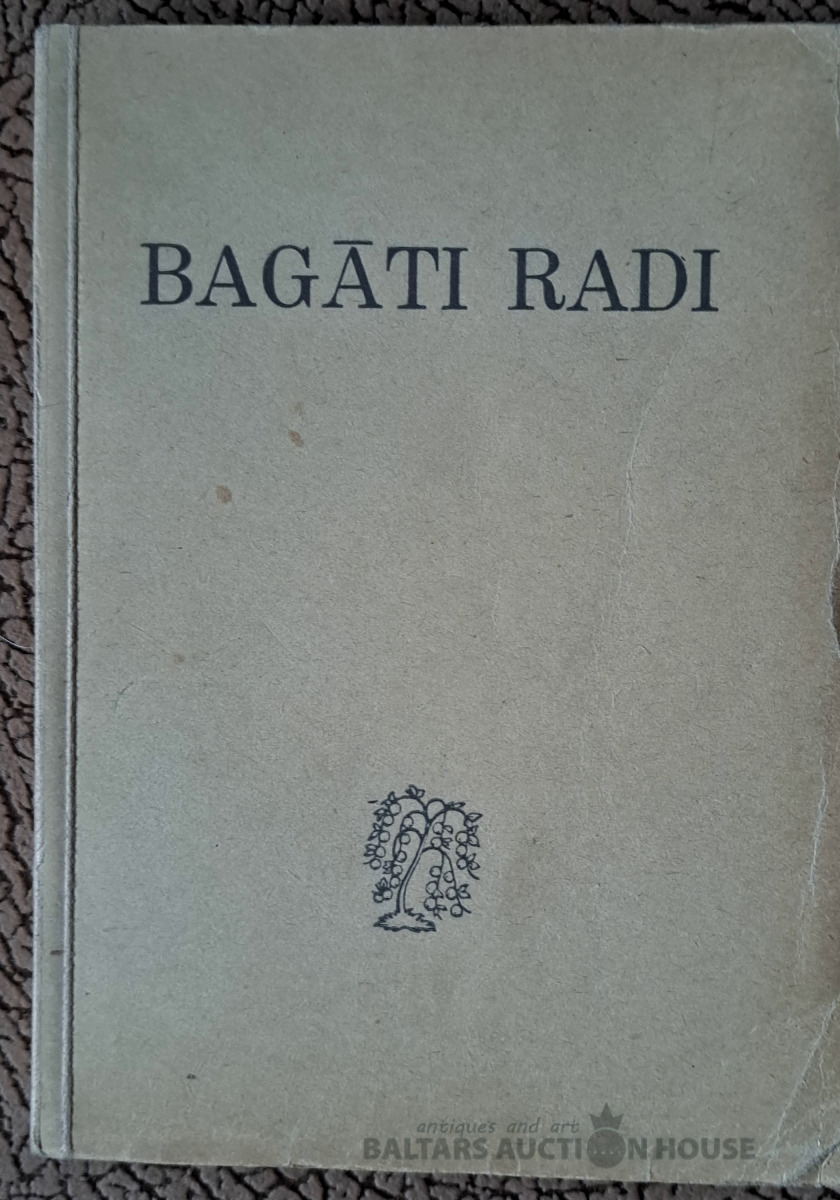 BAGĀTI RADI
antiques and art
BALTARS AUCTION HOUSE